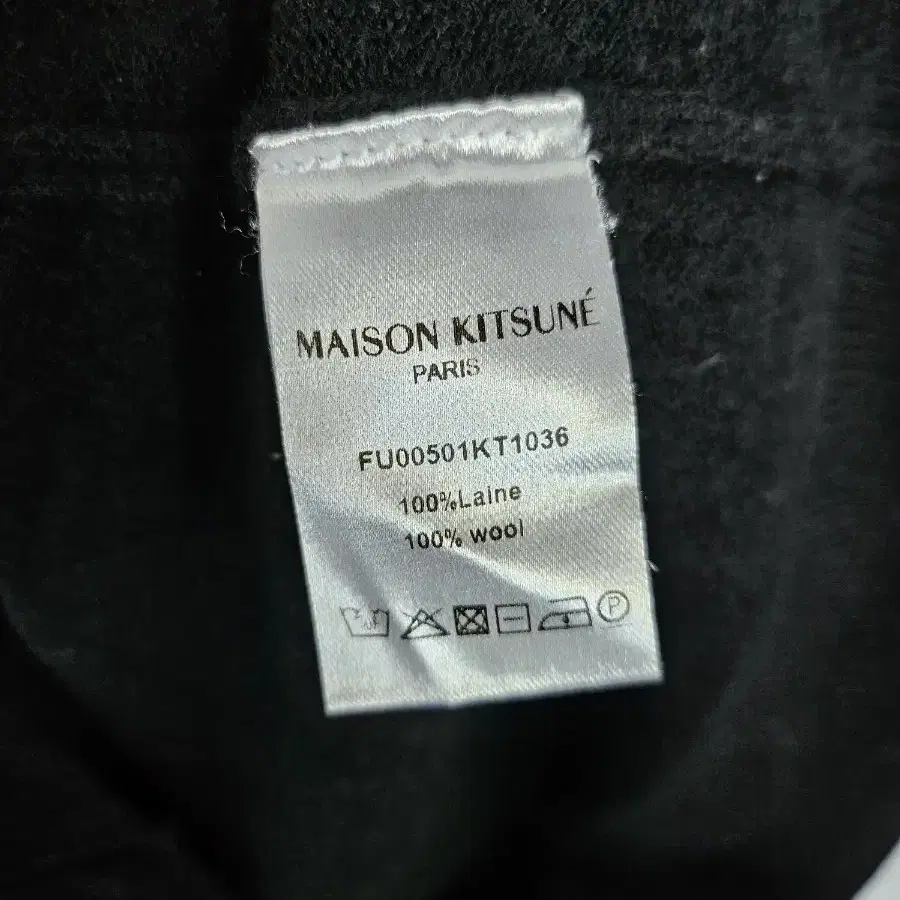 MAISON KITSUNÉ
PARIS
FU00501KT1036
100%Laine
100% wool
P